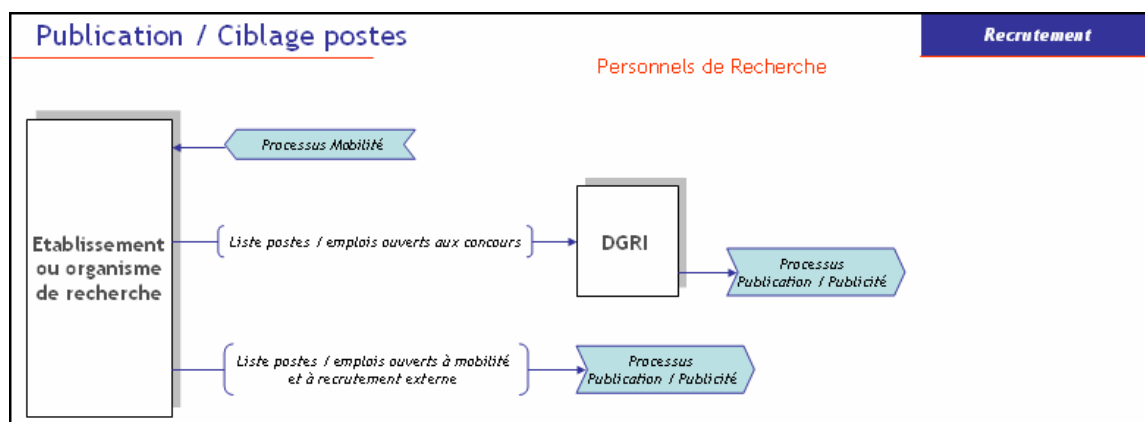 Publication / Ciblage postes
Recrutement
Personnels de Recherche
Processus Mobilité
Etablissement
ou organisme
de recherche
Liste postes / emplois ouverts aux concours
DGRI
Processus
Publication / Publicité
Liste postes / emplois ouverts à mobilité
et à recrutement externe
Processus
Publication / Publicité